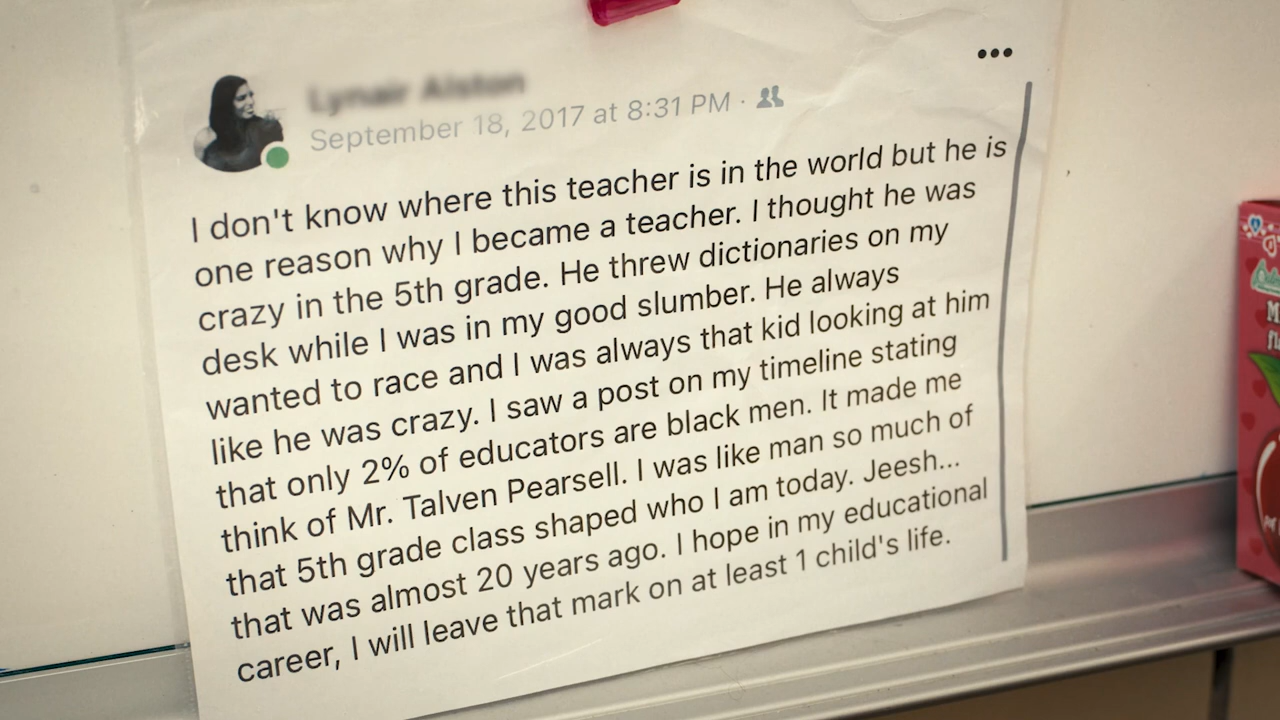 September 18, 2017 at 8:31 PM ·
I don't know where this teacher is in the world but he is
one reason why I became a teacher. I thought he was
crazy in the 5th grade. He threw dictionaries on my
desk while I was in my good slumber. He always
wanted to race and I was always that kid looking at him
like he was crazy. I saw a post on my timeline stating
that only 2% of educators are black men. It made me
think of Mr. Talven Pearsell. I was like man so much of
that 5th grade class shaped who I am today. Jeesh...
that was almost 20 years ago. I hope in my educational
career, I will leave that mark on at least 1 child's life.